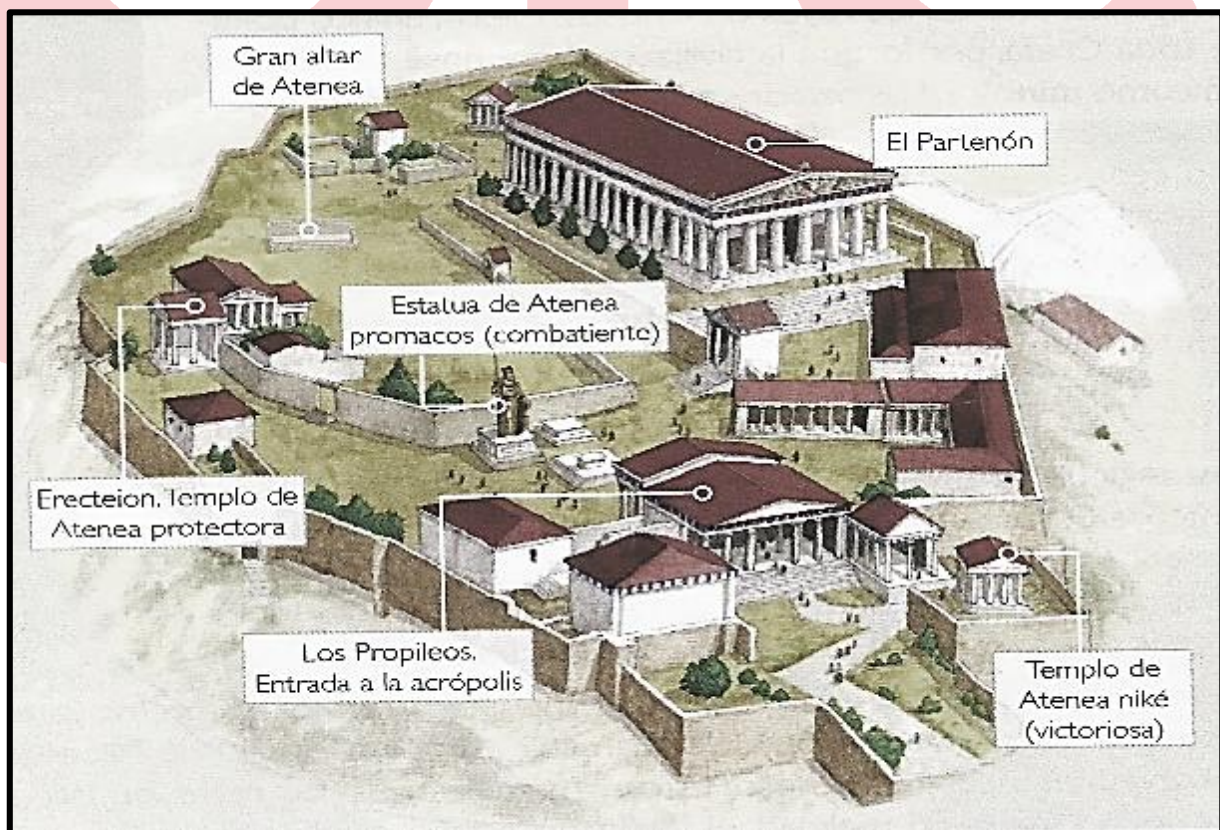 Gran altar
de Atenea
El Partenón
Estatua de Atenea
promacos (combatiente)
Erecteion. Templo de
Atenea protectora
Los Propileos.
Entrada a la acrópolis
Templo de
Atenea niké
(victoriosa)